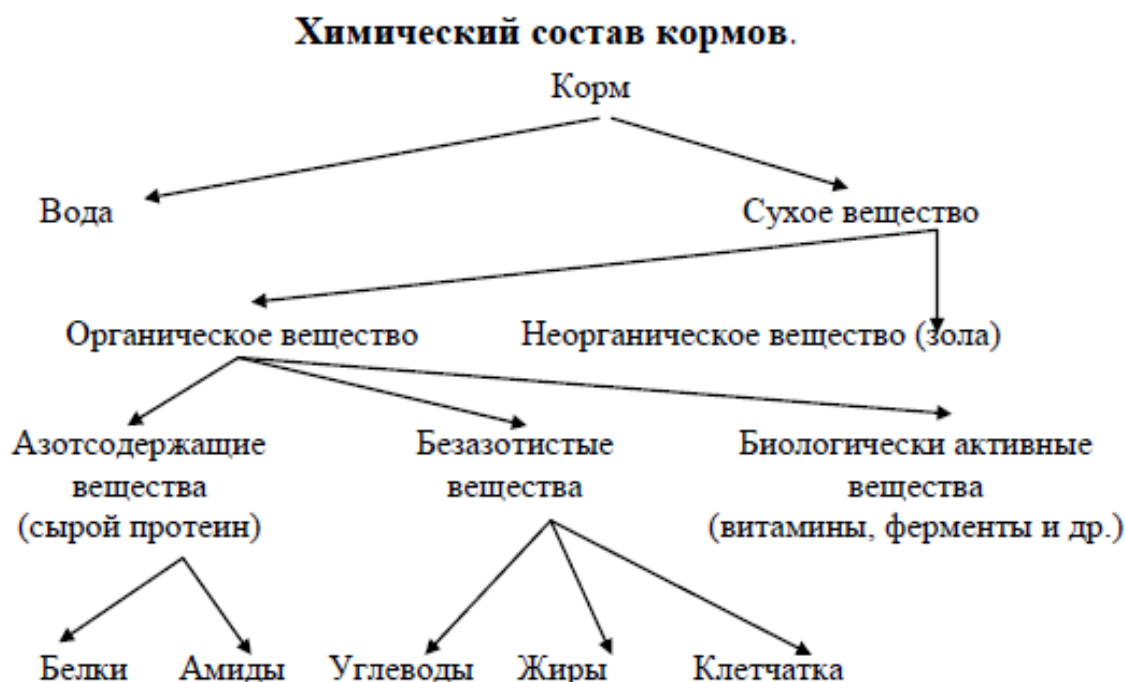 Химический состав кормов.
Корм
Вода
Сухое вещество
Органическое вещество
Неорганическое вещество (зола)
Азотсодержащие
вещества
(сырой протеин)
Безазотистые
вещества
Биологически активные
вещества
(витамины, ферменты и др.)
Белки
Амиды
Углеводы
Жиры
Клетчатка